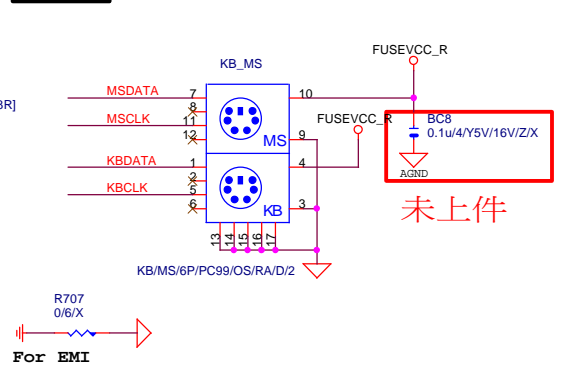 FUSEVCC_R
KB_MS
3R]
MSDATA 7 10
8
MSCLK 11
12 MS 9
FUSEVCC_R
BC8
0.1u/4/Y5V/16V/Z/X
AGND
KBDATA 1 4
2
KBCLK 5
6 KB 3
未上件
13 14 15 16 17
KB/MS/6P/PC99/OS/RA/D/2
R707
0/6/X
For EMI